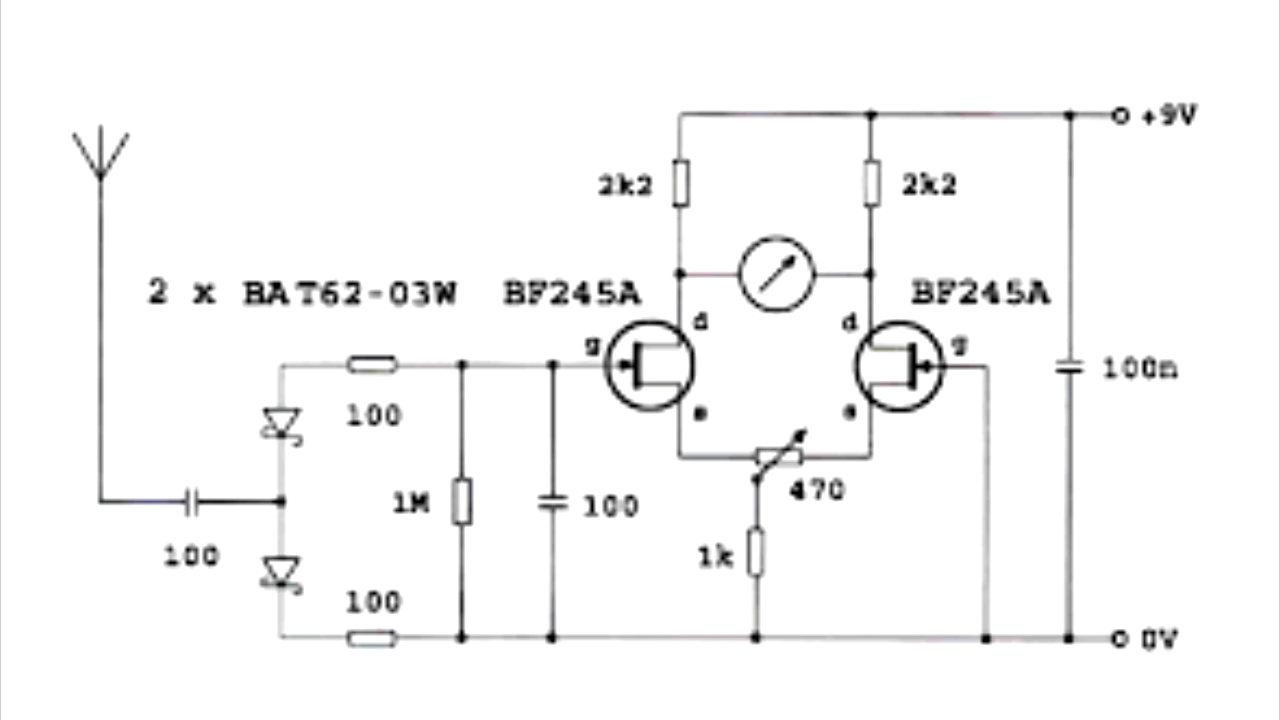 +9V
2k2
2k2
2 x BAT62-03W
BF245A
BF245A
d
d
g
g
100n
100
s
s
470
1M
100
100
1k
100
0V